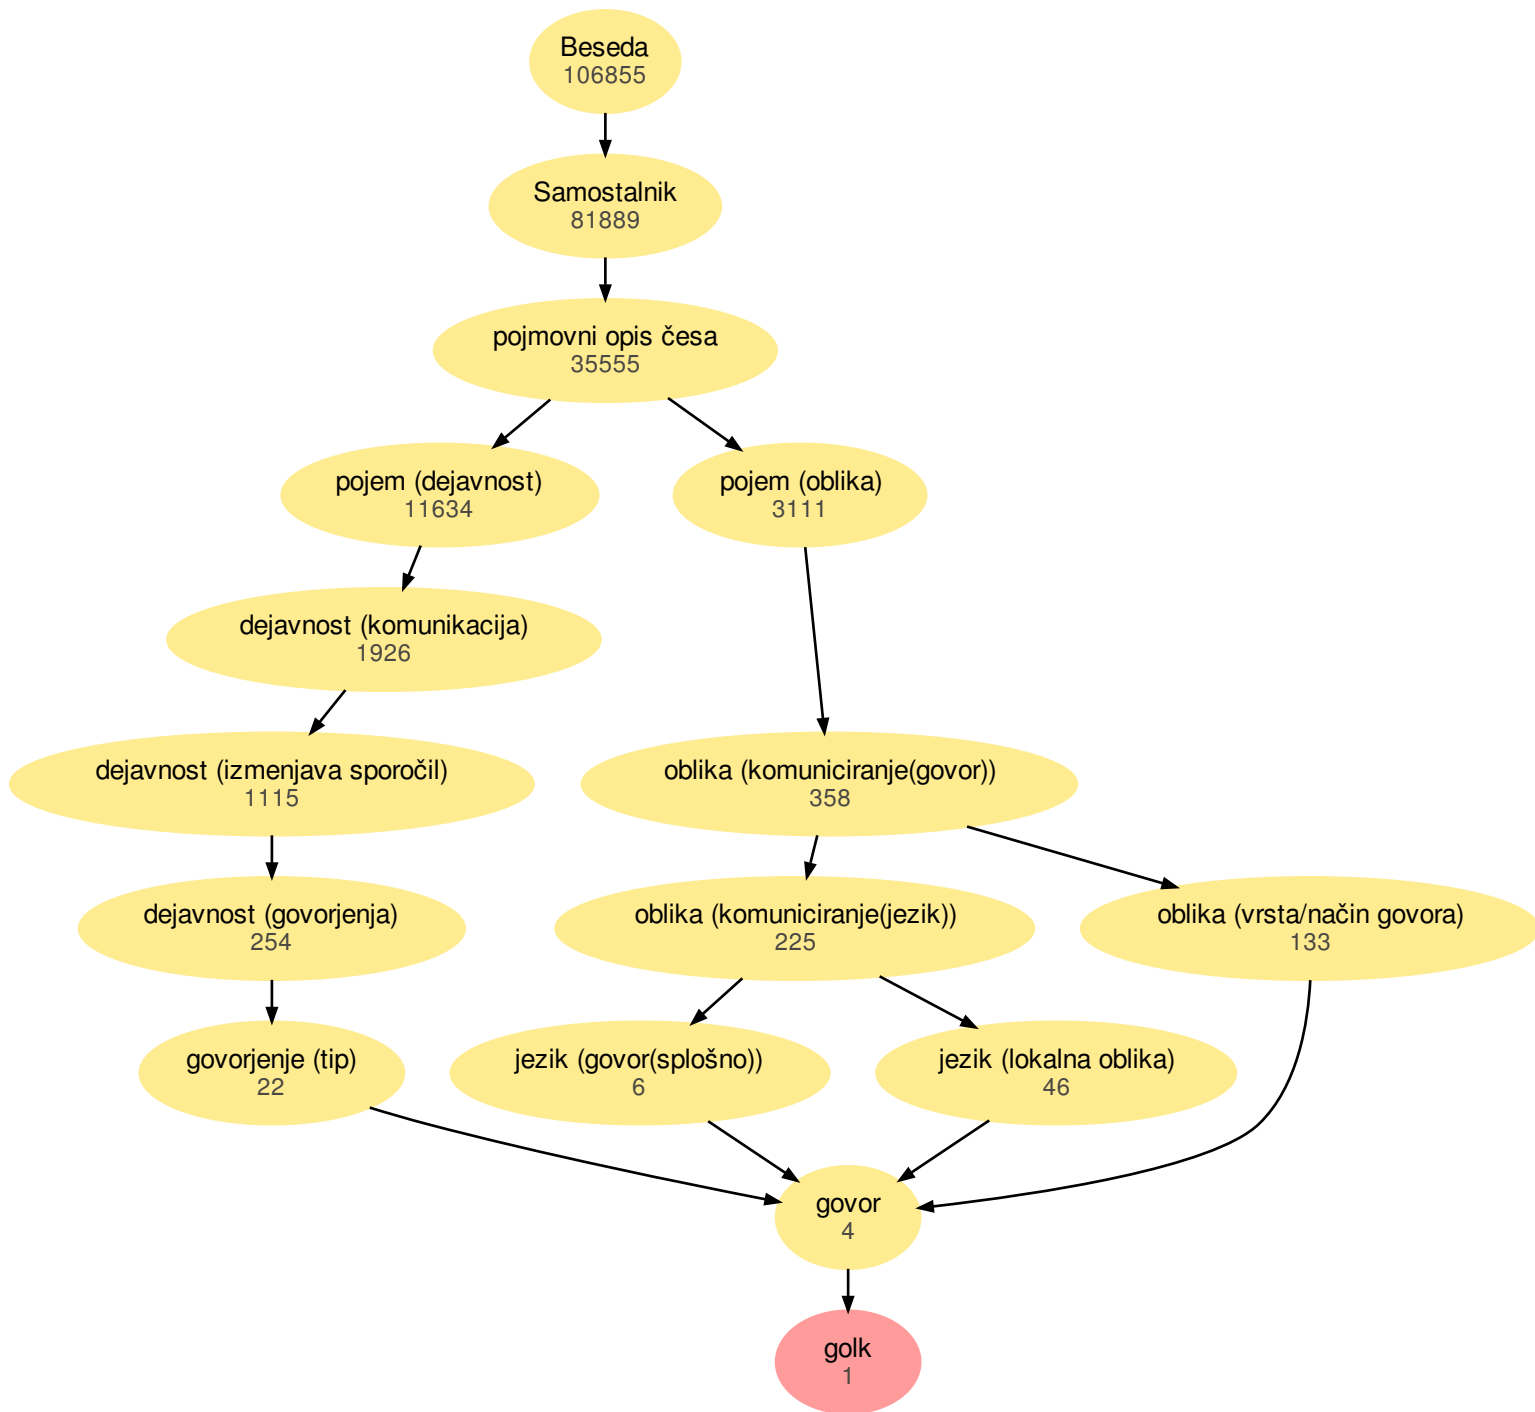 Beseda
106855
Samostalnik
81889
pojmovni opis česa
35555
pojem (dejavnost)
11634
pojem (oblika)
3111
dejavnost (komunikacija)
1926
dejavnost (izmenjava sporočil)
1115
oblika (komuniciranje(govor))
358
dejavnost (govorjenja)
254
oblika (komuniciranje(jezik))
225
oblika (vrsta/način govora)
133
govorjenje (tip)
22
jezik (govor(splošno))
6
jezik (lokalna oblika)
46
govor
4
golk
1